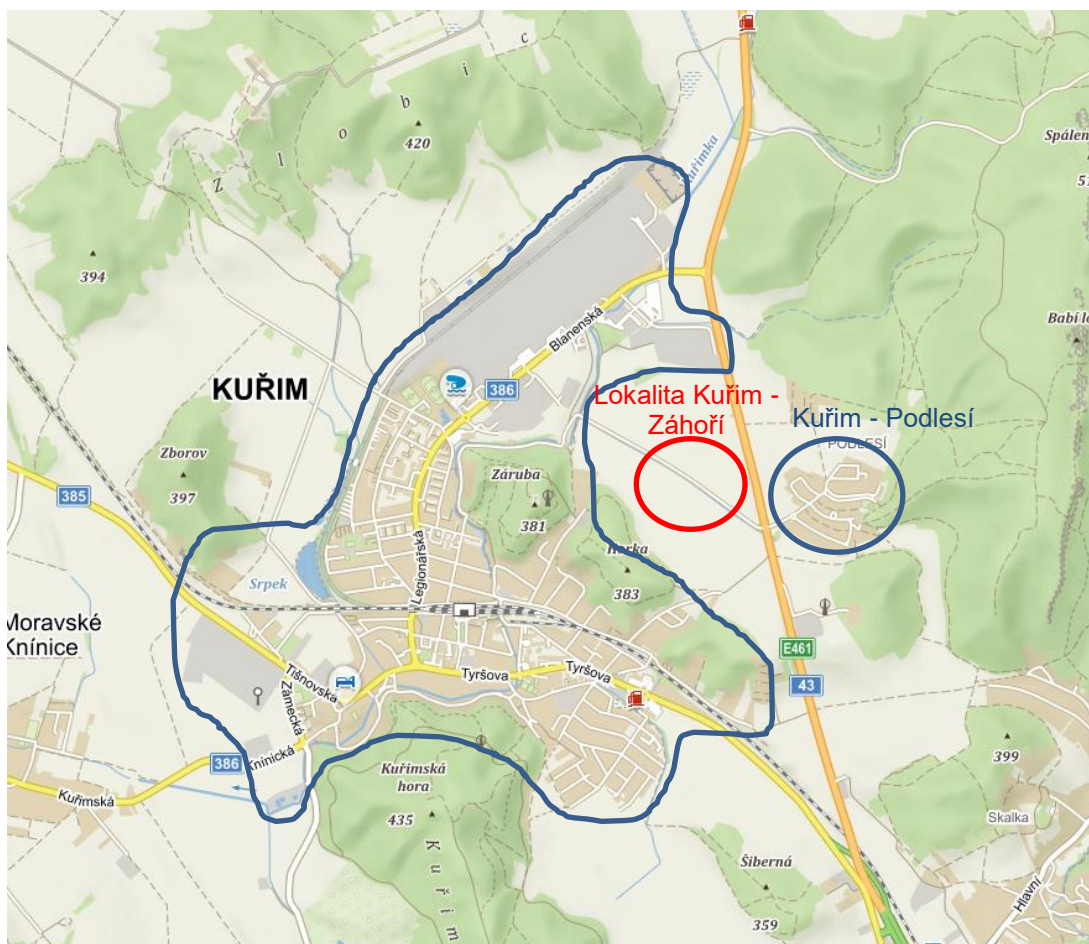 Z l o b i c
420
Kuřimka
Spálen
394
Babí lo
Blanenská
386
KUŘIM
Lokalita Kuřim -
Záhoří
Kuřim - Podlesí
PODLESÍ
Zborov
397
385
Záruba
381
Legionářská
Horka
383
Srpek
Moravské
Knínice
E461
43
Tišnovská
Tyršova
Tyršova
Zámecká
Knínická
386
Kuřimská
Kuřimská
hora
435
K u ř i m
399
Skalka
Šiberná
359
Hlavní